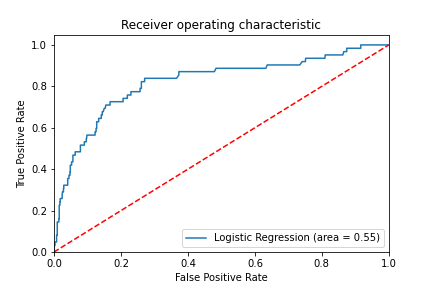 Receiver operating characteristic
True Positive Rate
1.0
0.8
0.6
0.4
0.2
0.0
Logistic Regression (area = 0.55)
0.0 0.2 0.4 0.6 0.8 1.0
False Positive Rate